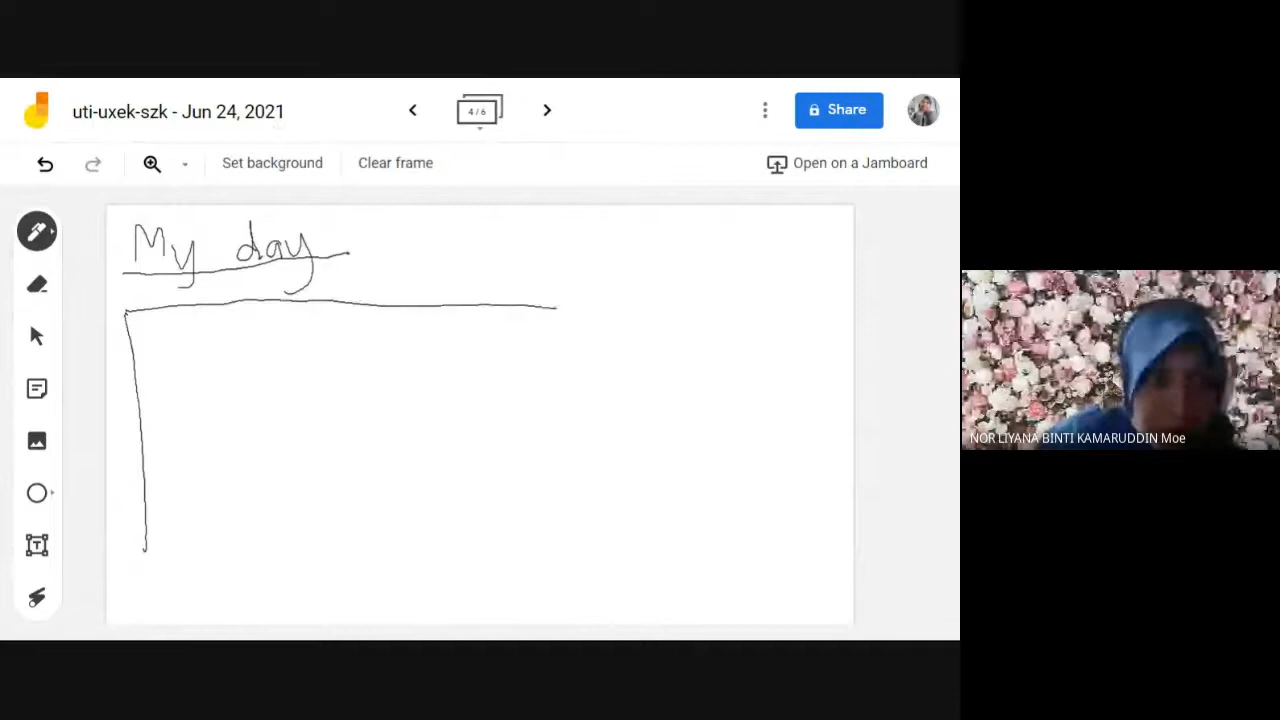 uti-uxek-szk - Jun 24, 2021
4 / 6
Share
Set background
Clear frame
Open on a Jamboard
My day
T
NOR LIYANA BINTI KAMARUDDIN Moe